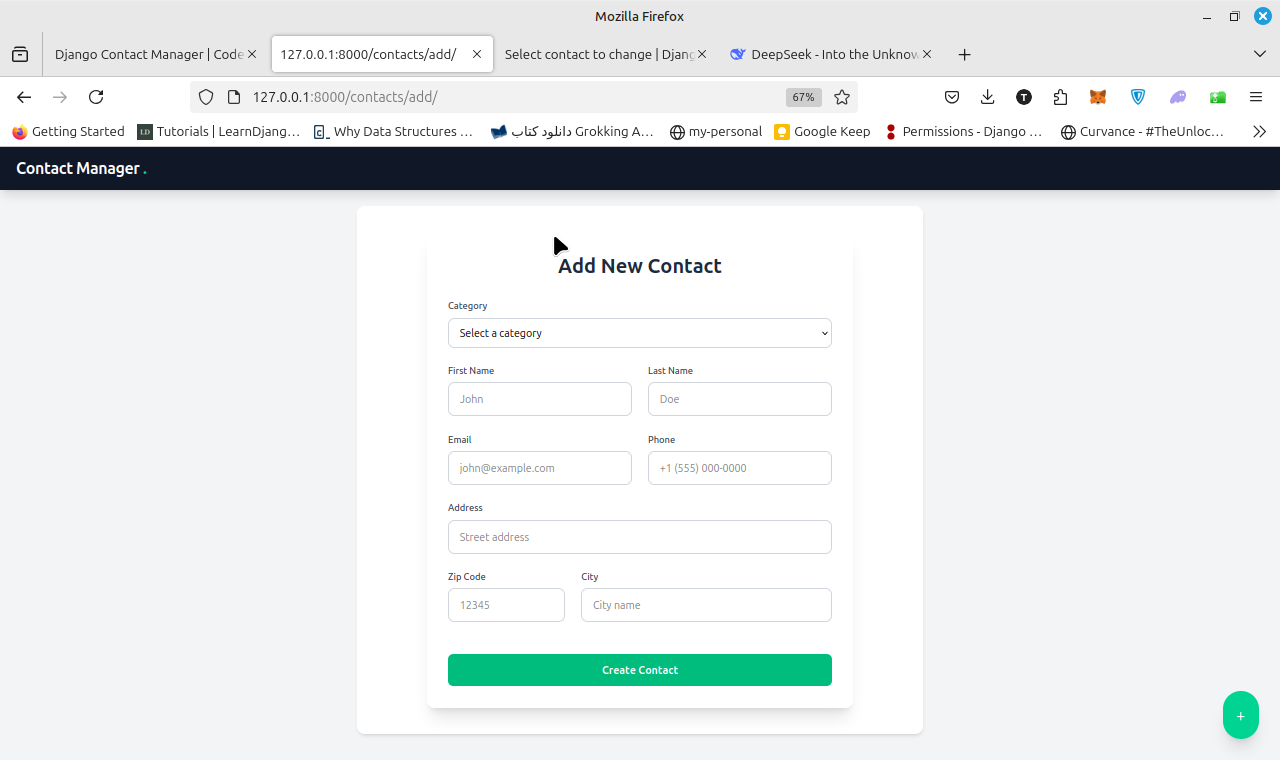 Mozilla Firefox
Django Contact Manager | Code
127.0.0.1:8000/contacts/add/
Select contact to change | Djang
DeepSeek - Into the Unknow
127.0.0.1:8000/contacts/add/
67%
T
Getting Started
LD Tutorials | LearnDjang…
Why Data Structures …
دانلود کتاب Grokking A…
my-personal
Google Keep
Permissions - Django …
Curvance - #TheUnloc…
Contact Manager .
Add New Contact
Category
Select a category
First Name Last Name
John Doe
Email Phone
john@example.com +1 (555) 000-0000
Address
Street address
Zip Code City
12345 City name
Create Contact
+